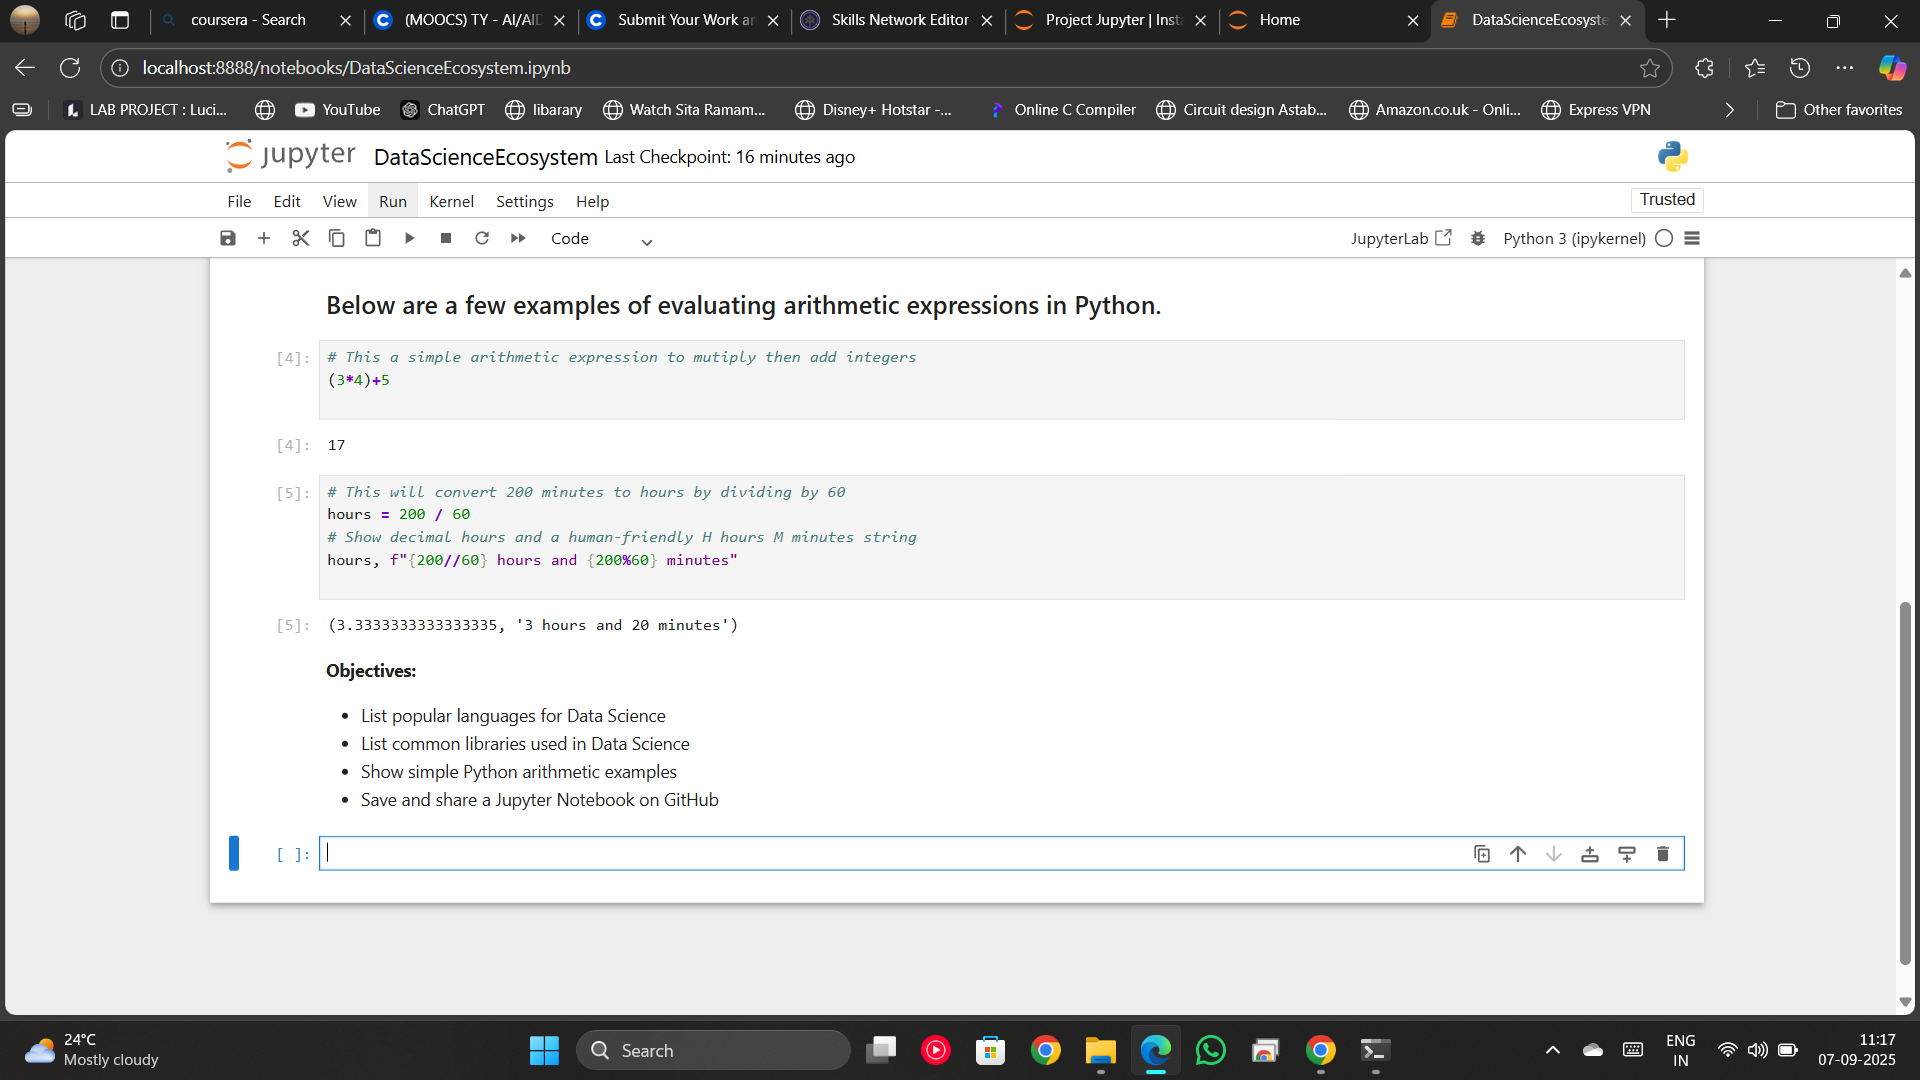 coursera - Search
(MOOCS) TY - AI/AID
Submit Your Work an
Skills Network Editor
Project Jupyter | Insta
Home
DataScienceEcosyste
localhost:8888/notebooks/DataScienceEcosystem.ipynb
LAB PROJECT : Luci...
YouTube
ChatGPT
libarary
Watch Sita Ramam...
Disney+ Hotstar -...
Online C Compiler
Circuit design Astab...
Amazon.co.uk - Onli...
Express VPN
Other favorites
jupyter DataScienceEcosystem Last Checkpoint: 16 minutes ago
File Edit View Run Kernel Settings Help
Trusted
Code
JupyterLab
Python 3 (ipykernel)
Below are a few examples of evaluating arithmetic expressions in Python.
[4]: # This a simple arithmetic expression to mutiply then add integers
(3*4)+5
[4]: 17
[5]: # This will convert 200 minutes to hours by dividing by 60
hours = 200 / 60
# Show decimal hours and a human-friendly H hours M minutes string
hours, f"{200//60} hours and {200%60} minutes"
[5]: (3.3333333333333335, '3 hours and 20 minutes')
Objectives:
• List popular languages for Data Science
• List common libraries used in Data Science
• Show simple Python arithmetic examples
• Save and share a Jupyter Notebook on GitHub
[ ]:
24°C
Mostly cloudy
Search
ENG
IN
11:17
07-09-2025